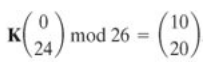 K(0 24) mod 26 = (10 20)